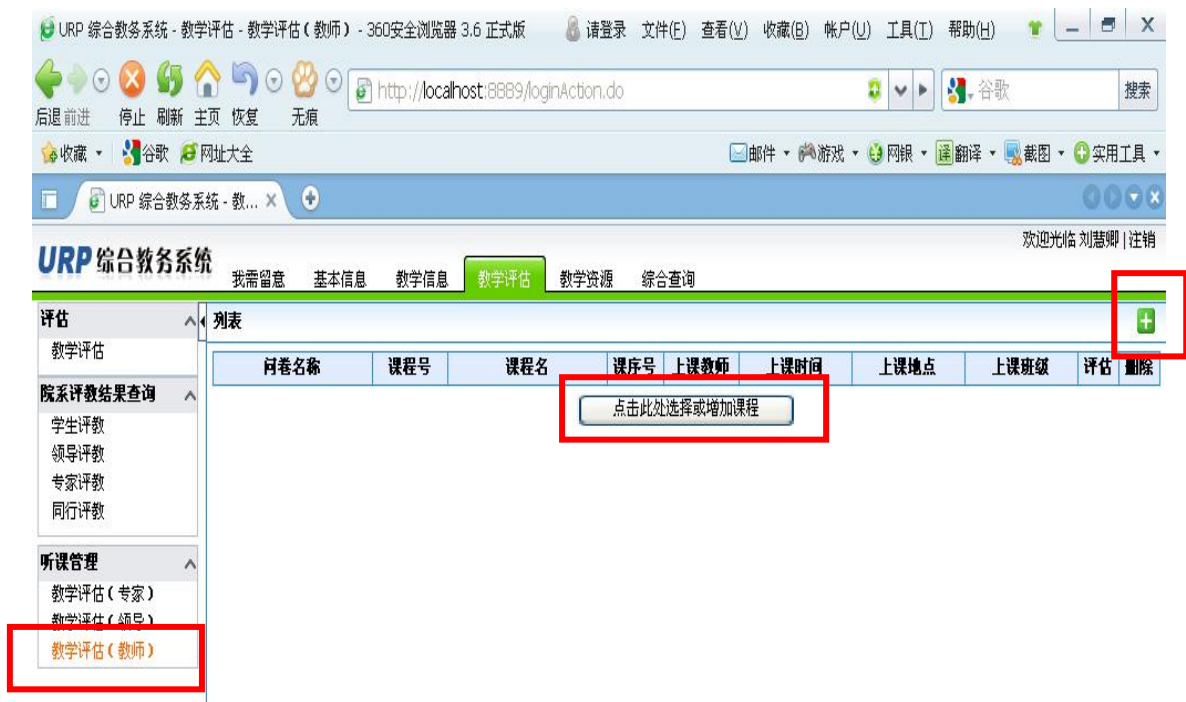 URP 综合教务系统 - 教学评估 - 教学评估（教师） - 360安全浏览器 3.6 正式版 请登录 文件(F) 查看(V) 收藏(B) 帐户(U) 工具(T) 帮助(H)
后退 前进 停止 刷新 主页 恢复 无痕 http://localhost:8889/loginAction.do 谷歌 搜索
收藏 谷歌 网址大全 邮件 游戏 网银 译 翻译 截图 实用工具
URP 综合教务系统 - 教...
欢迎光临 刘慧卿 | 注销
URP 综合教务系统 我需留意 基本信息 教学信息 教学评估 教学资源 综合查询
评估
教学评估
院系评教结果查询
学生评教
领导评教
专家评教
同行评教
听课管理
教学评估（专家）
教学评估（领导）
教学评估（教师）
列表
问卷名称 课程号 课程名 课序号 上课教师 上课时间 上课地点 上课班级 评估 删除
点击此处选择或增加课程